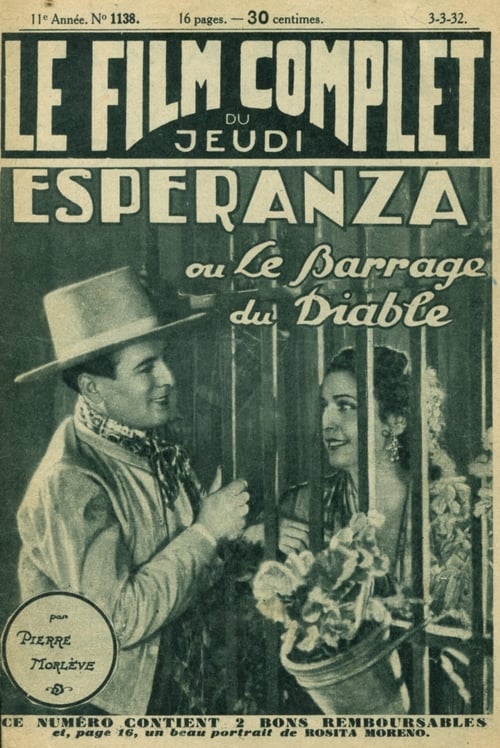 11e Année. No 1138. 16 pages. — 30 centimes. 3-3-32.
LE FILM COMPLET
DU
JEUDI
ESPERANZA
ou Le Barrage
du Diable
par
PIERRE
MORLÈVE
CE NUMÉRO CONTIENT 2 BONS REMBOURSABLES
et, page 16, un beau portrait de ROSITA MORENO.